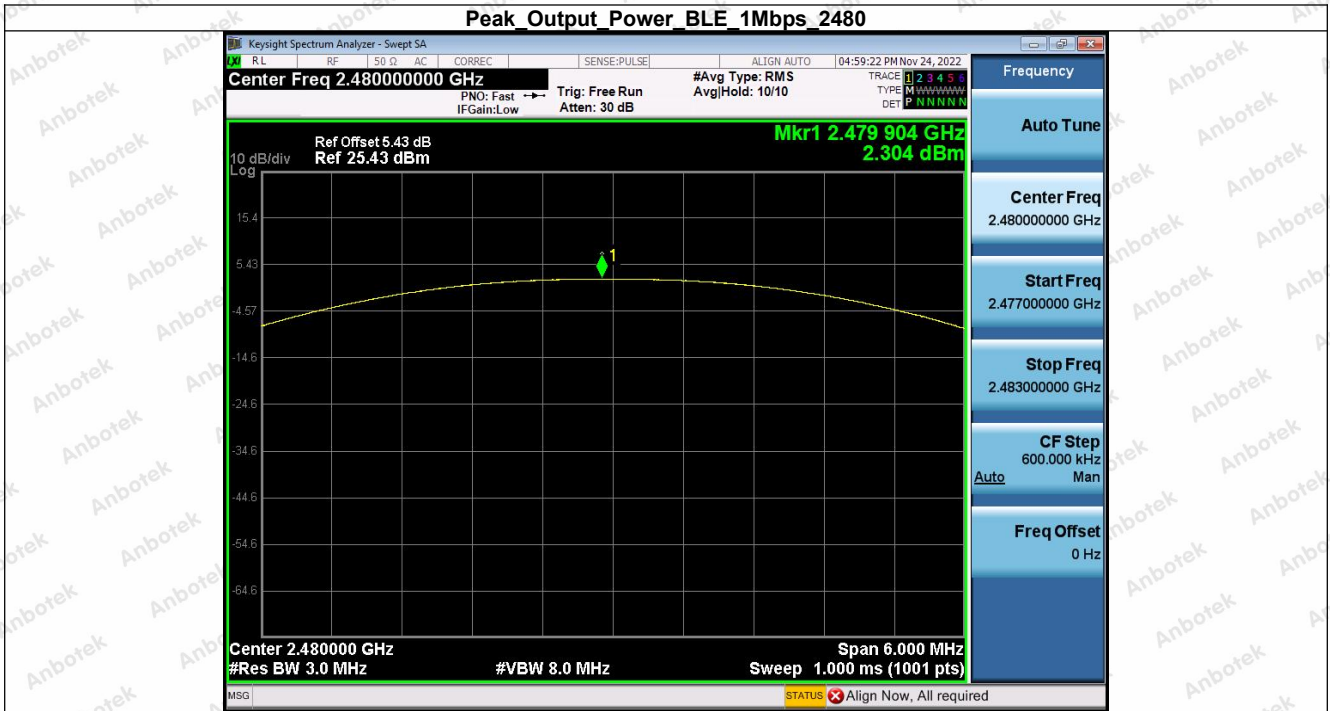 Peak_Output_Power_BLE_1Mbps_2480
Keysight Spectrum Analyzer - Swept SA
LXI RL RF 50 Ω AC CORREC SENSE:PULSE ALIGN AUTO 04:59:22 PM Nov 24, 2022
Center Freq 2.480000000 GHz
PNO: Fast
IFGain:Low
Trig: Free Run
Atten: 30 dB
#Avg Type: RMS
Avg|Hold: 10/10
TRACE 1 2 3 4 5 6
TYPE M WWWWW
DET P N N N N N
Mkr1 2.479 904 GHz
2.304 dBm
Ref Offset 5.43 dB
10 dB/div Ref 25.43 dBm
Log
15.4
1
5.43
-4.57
-14.6
-24.6
-34.6
-44.6
-54.6
-64.6
Center 2.480000 GHz Span 6.000 MHz
#Res BW 3.0 MHz #VBW 8.0 MHz Sweep 1.000 ms (1001 pts)
MSG STATUS Align Now, All required
Frequency
Auto Tune
Center Freq
2.480000000 GHz
Start Freq
2.477000000 GHz
Stop Freq
2.483000000 GHz
CF Step
600.000 kHz
Auto Man
Freq Offset
0 Hz
Anbotek